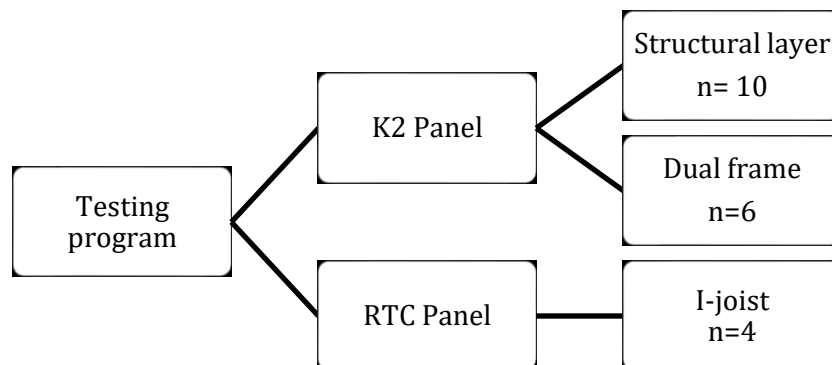 Testing
program
K2 Panel
RTC Panel
Structural layer
n= 10
Dual frame
n=6
I-joist
n=4